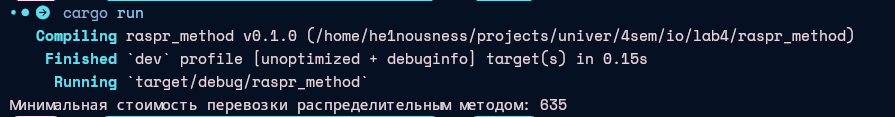 cargo run
Compiling raspr_method v0.1.0 (/home/he1nousness/projects/univer/4sem/io/lab4/raspr_method)
Finished `dev` profile [unoptimized + debuginfo] target(s) in 0.15s
Running `target/debug/raspr_method`
Минимальная стоимость перевозки распределительным методом: 635